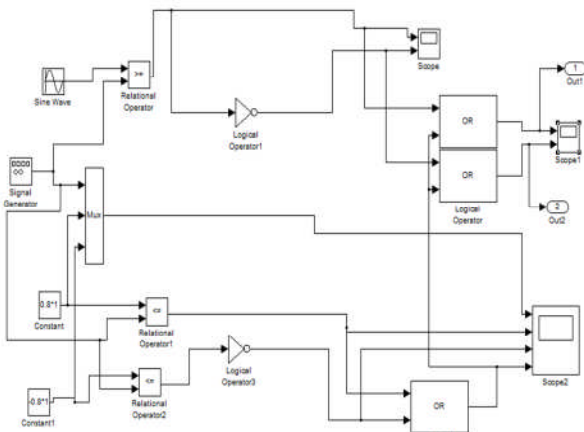 >=
Sine Wave
Relational
Operator
Scope
1
Out1
OR
Logical
Operator1
Scope1
OR
Signal
Generator
Logical
Operator
2
Out2
Mux
0.8*1
Constant
<=
Relational
Operator1
Logical
Operator3
Scope2
-0.8*1
Constant1
<=
Relational
Operator2
OR